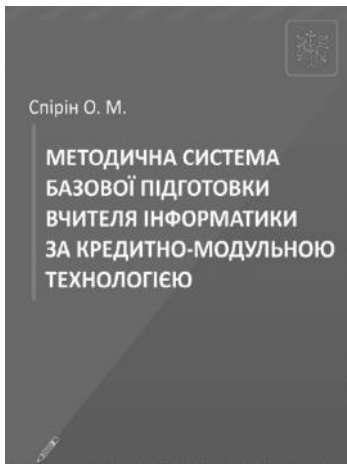 Спірін О. М.
МЕТОДИЧНА СИСТЕМА
БАЗОВОЇ ПІДГОТОВКИ
ВЧИТЕЛЯ ІНФОРМАТИКИ
ЗА КРЕДИТНО-МОДУЛЬНОЮ
ТЕХНОЛОГІЄЮ